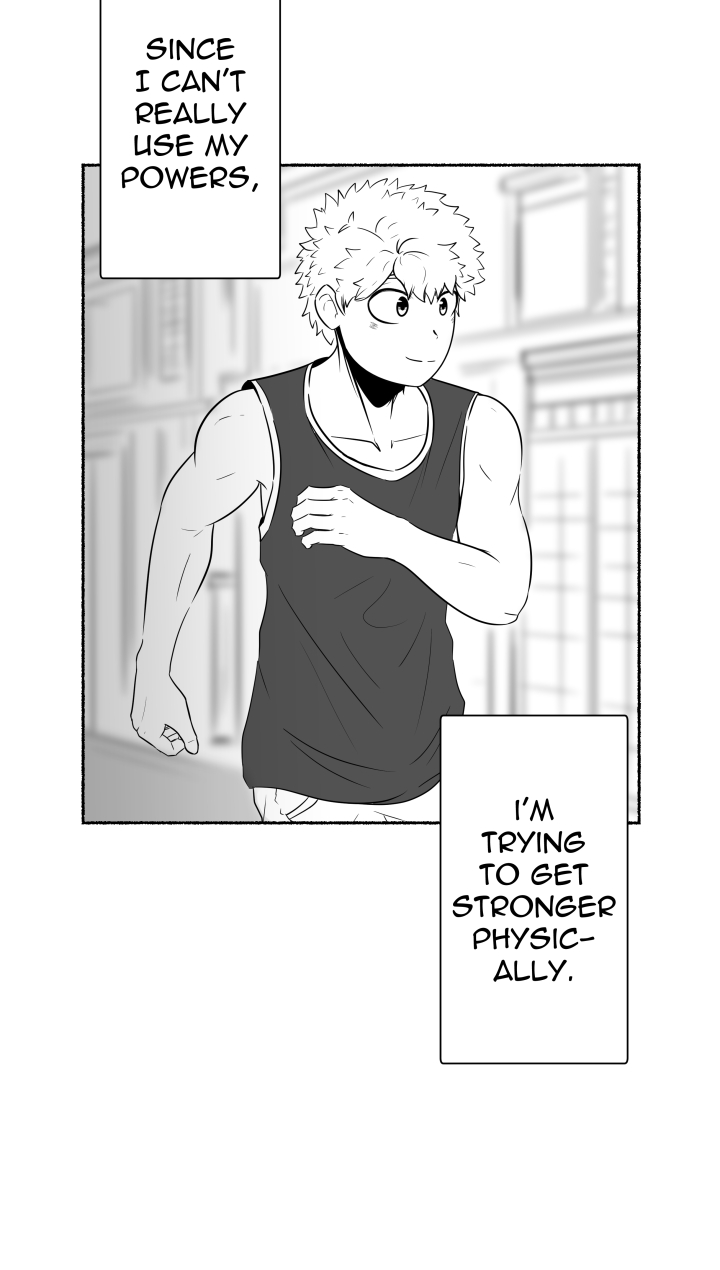 SINCE
I CAN'T
REALLY
USE MY
POWERS,
I'M
TRYING
TO GET
STRONGER
PHYSIC-
ALLY.